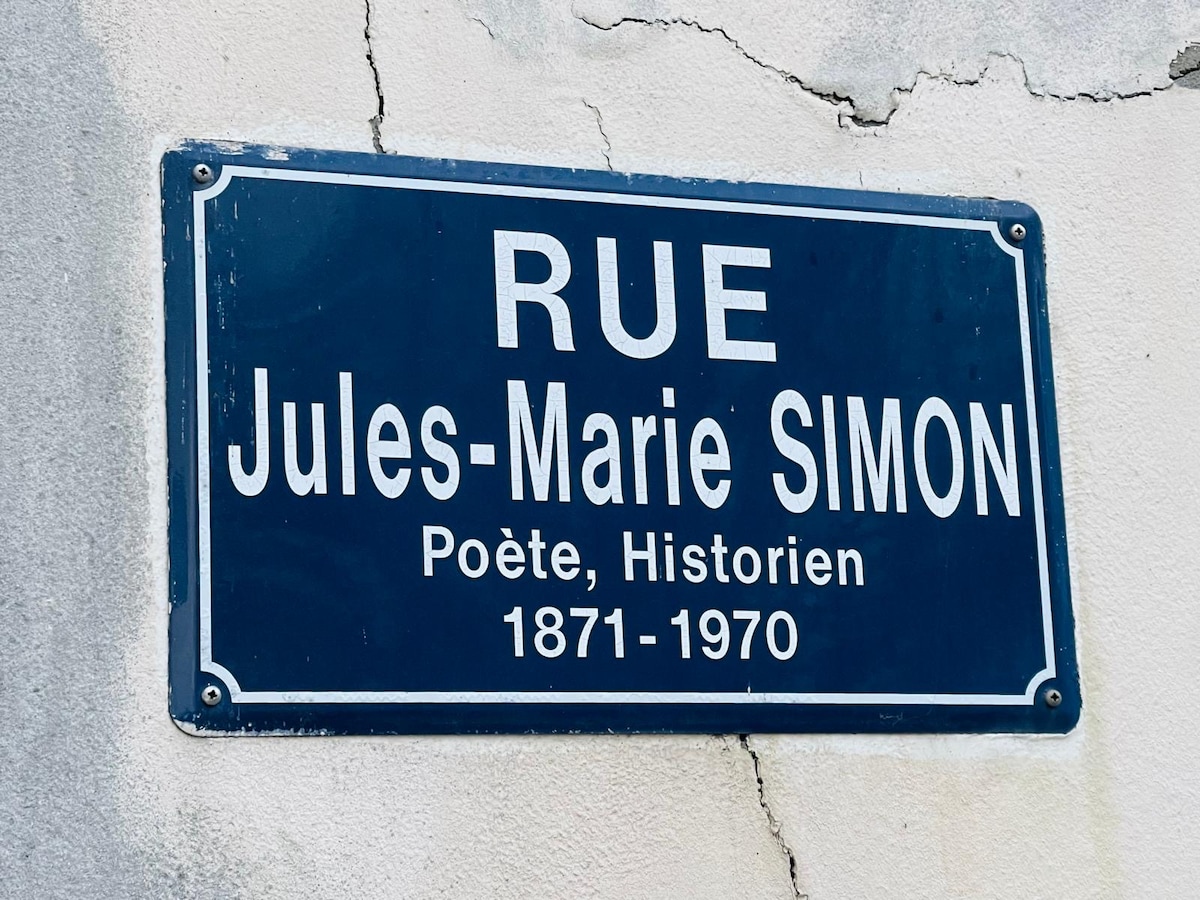 RUE
Jules-Marie SIMON
Poète, Historien
1871-1970